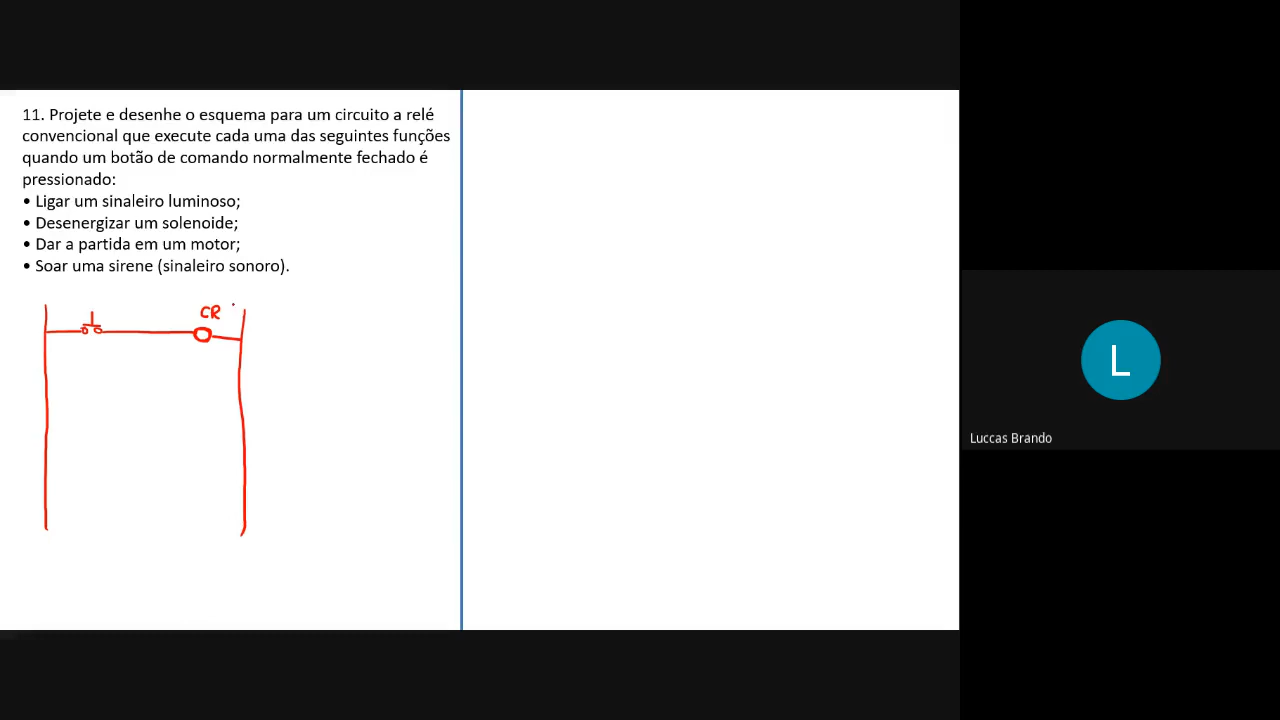 11. Projete e desenhe o esquema para um circuito a relé
convencional que execute cada uma das seguintes funções
quando um botão de comando normalmente fechado é
pressionado:
• Ligar um sinaleiro luminoso;
• Desenergizar um solenoide;
• Dar a partida em um motor;
• Soar uma sirene (sinaleiro sonoro).
CR
L
Luccas Brando